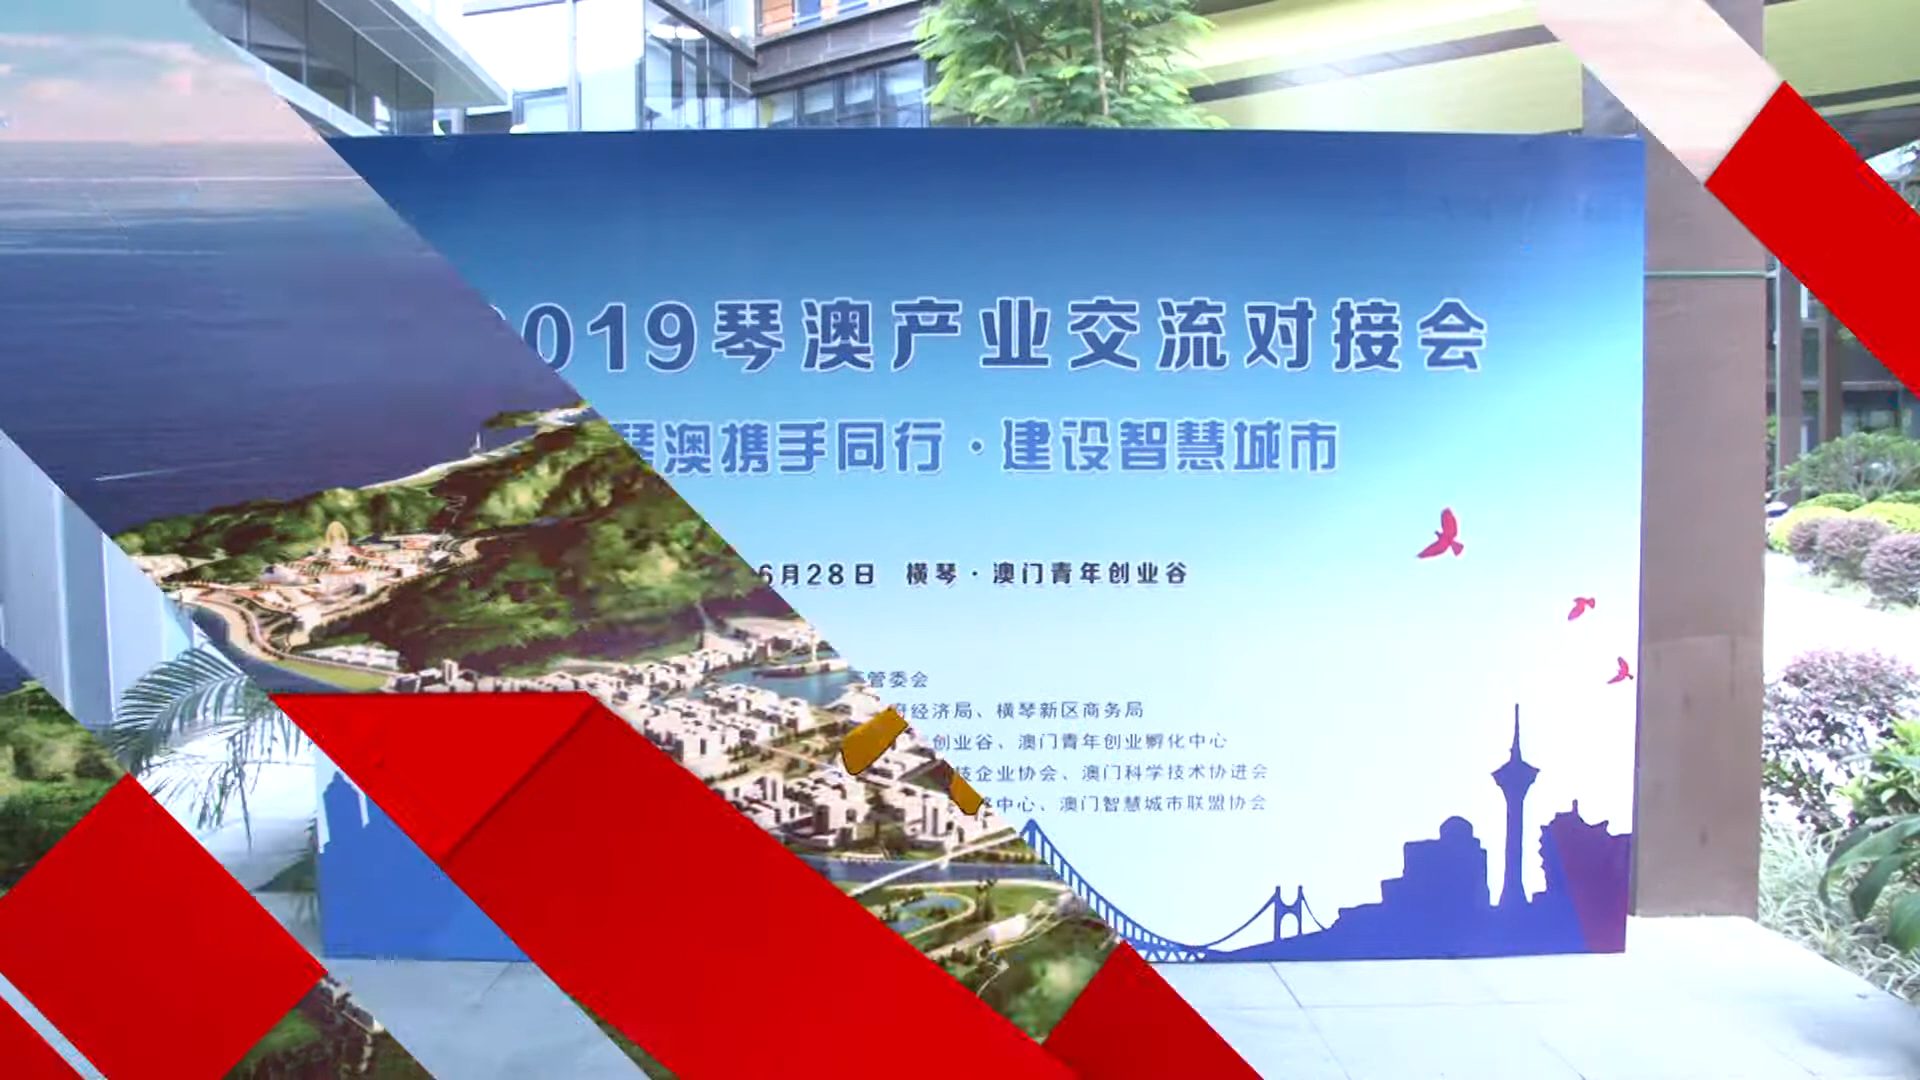 019琴澳产业交流对接会
琴澳携手同行·建设智慧城市
6月28日 横琴·澳门青年创业谷
管委会
府经济局、横琴新区商务局
创业谷、澳门青年创业孵化中心
技企业协会、澳门科学技术协进会
中心、澳门智慧城市联盟协会